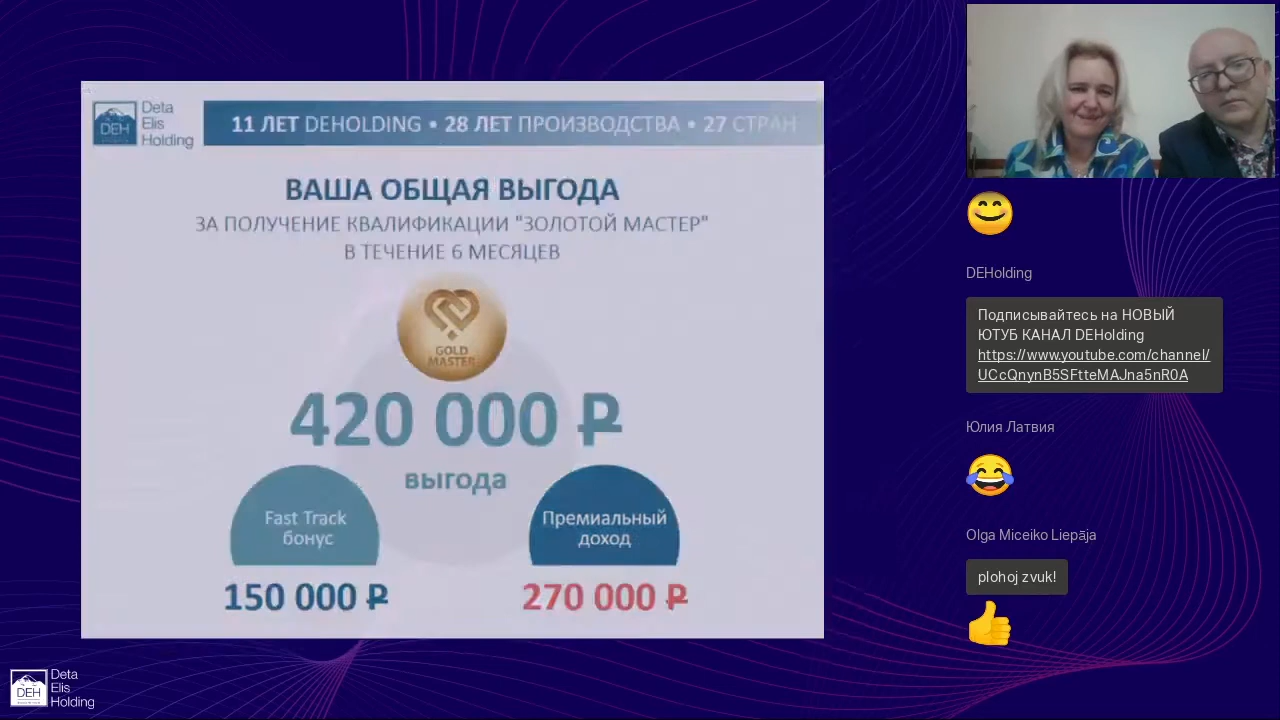 DEH
Deta
Elis
Holding
11 ЛЕТ DEHOLDING • 28 ЛЕТ ПРОИЗВОДСТВА • 27 СТРАН
ВАША ОБЩАЯ ВЫГОДА
ЗА ПОЛУЧЕНИЕ КВАЛИФИКАЦИИ "ЗОЛОТОЙ МАСТЕР"
В ТЕЧЕНИЕ 6 МЕСЯЦЕВ
GOLD
MASTER
420 000 ₽
выгода
Fast Track
бонус
150 000 ₽
Премиальный
доход
270 000 ₽
DEHolding
Подписывайтесь на НОВЫЙ
ЮТУБ КАНАЛ DEHolding
https://www.youtube.com/channel/
UCcQnynB5SFtteMAJna5nR0A
Юлия Латвия
Olga Miceiko Liepāja
plohoj zvuk!
DEH
Deta
Elis
Holding